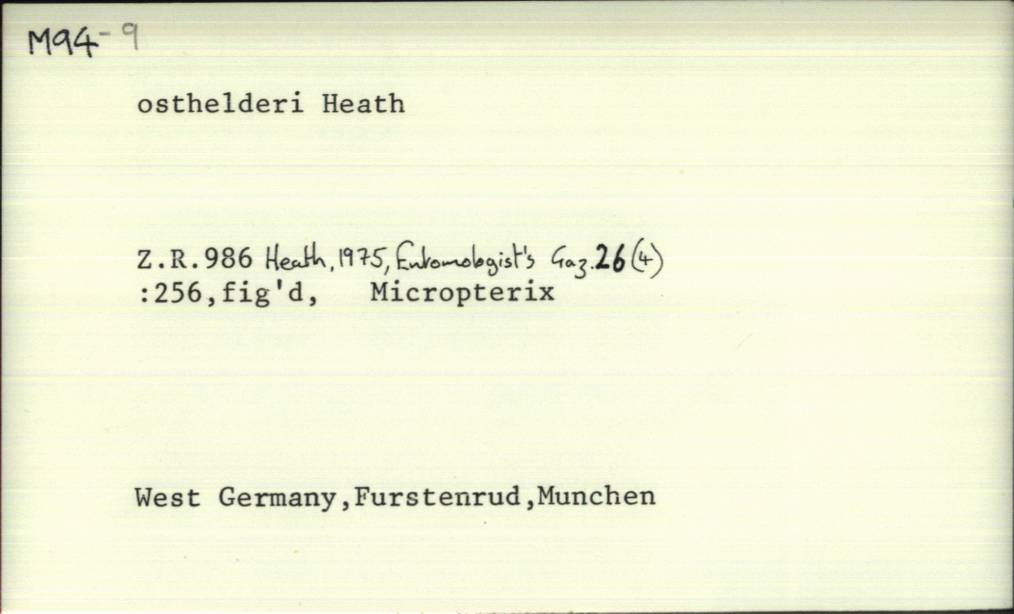 M94-9
osthelderi Heath
Z.R.986 Heath, 1975, Entomologist's Gaz. 26 (4)
:256,fig'd, Micropterix
West Germany,Furstenrud,Munchen